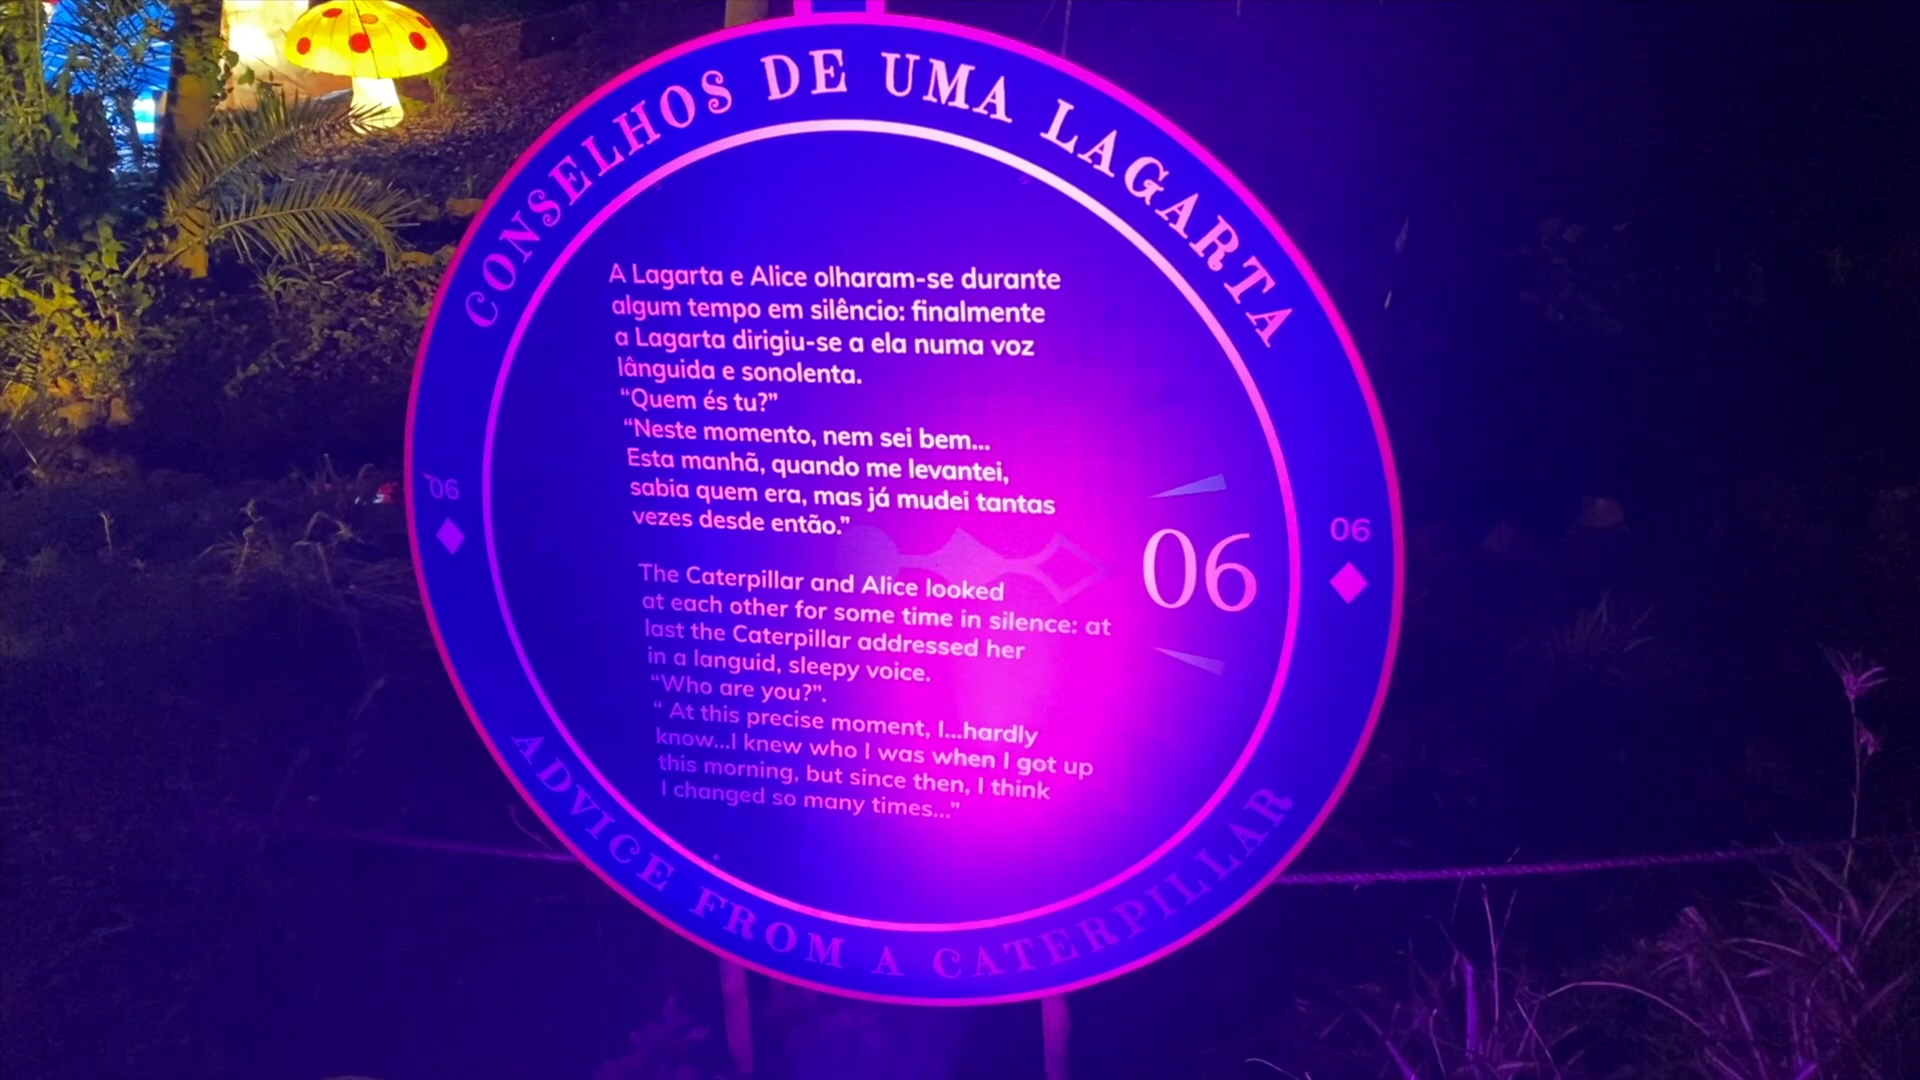 CONSELHOS DE UMA LAGARTA
A Lagarta e Alice olharam-se durante
algum tempo em silêncio: finalmente
a Lagarta dirigiu-se a ela numa voz
lânguida e sonolenta.
“Quem és tu?”
“Neste momento, nem sei bem...
Esta manhã, quando me levantei,
sabia quem era, mas já mudei tantas
vezes desde então.”
The Caterpillar and Alice looked
at each other for some time in silence: at
last the Caterpillar addressed her
in a languid, sleepy voice.
“Who are you?”.
“ At this precise moment, I...hardly
know...I knew who I was when I got up
this morning, but since then, I think
I changed so many times...”
06
06
06
ADVICE FROM A CATERPILLAR